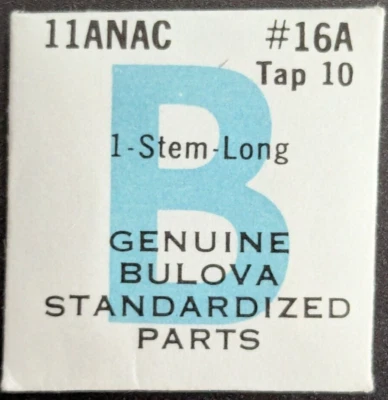 11ANAC #16A
Tap 10
1-Stem-Long
B
GENUINE
BULOVA
STANDARDIZED
PARTS